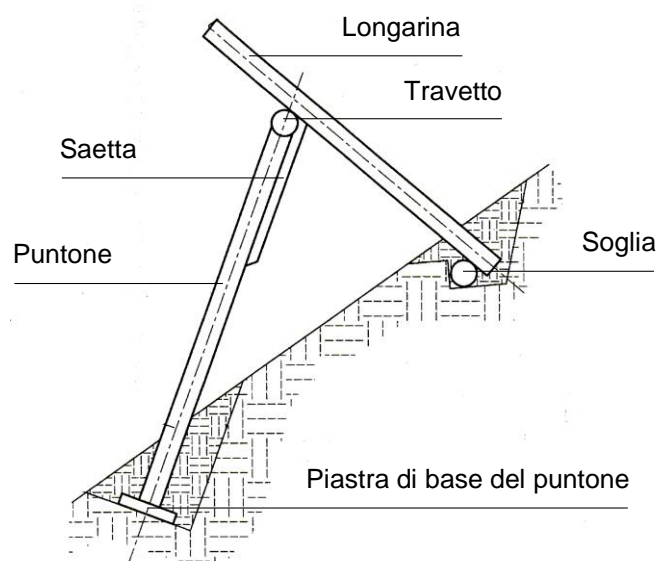 Longarina
Travetto
Saetta
Puntone
Soglia
Piastra di base del puntone